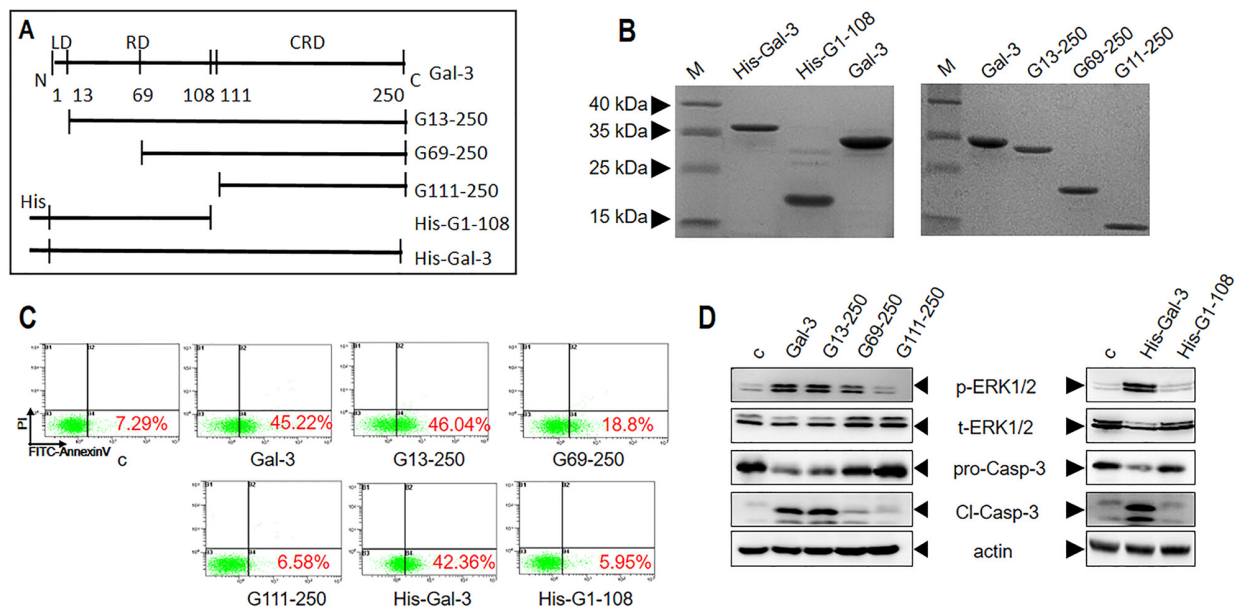 A
LD RD CRD
N C Gal-3
1 13 69 108 111 250
G13-250
G69-250
G111-250
His
His-G1-108
His-Gal-3
B
M His-Gal-3 His-G1-108 Gal-3
40 kDa
35 kDa
25 kDa
15 kDa
M Gal-3 G13-250 G69-250 G11-250
C
7.29% 45.22% 46.04% 18.8%
PI
FITC-AnnexinV
c Gal-3 G13-250 G69-250
6.58% 42.36% 5.95%
G111-250 His-Gal-3 His-G1-108
D
c Gal-3 G13-250 G69-250 G111-250
c His-Gal-3 His-G1-108
p-ERK1/2
t-ERK1/2
pro-Casp-3
Cl-Casp-3
actin